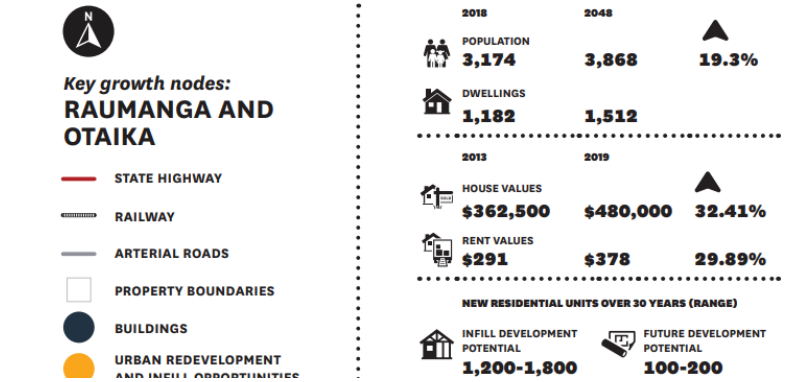 N
Key growth nodes:
RAUMANGA AND
OTAIKA
STATE HIGHWAY
RAILWAY
ARTERIAL ROADS
PROPERTY BOUNDARIES
BUILDINGS
URBAN REDEVELOPMENT
AND INFILL OPPORTUNITIES
2018 2048
POPULATION
3,174 3,868 19.3%
DWELLINGS
1,182 1,512
2013 2019
HOUSE VALUES
$362,500 $480,000 32.41%
RENT VALUES
$291 $378 29.89%
NEW RESIDENTIAL UNITS OVER 30 YEARS (RANGE)
INFILL DEVELOPMENT
POTENTIAL
1,200-1,800
FUTURE DEVELOPMENT
POTENTIAL
100-200